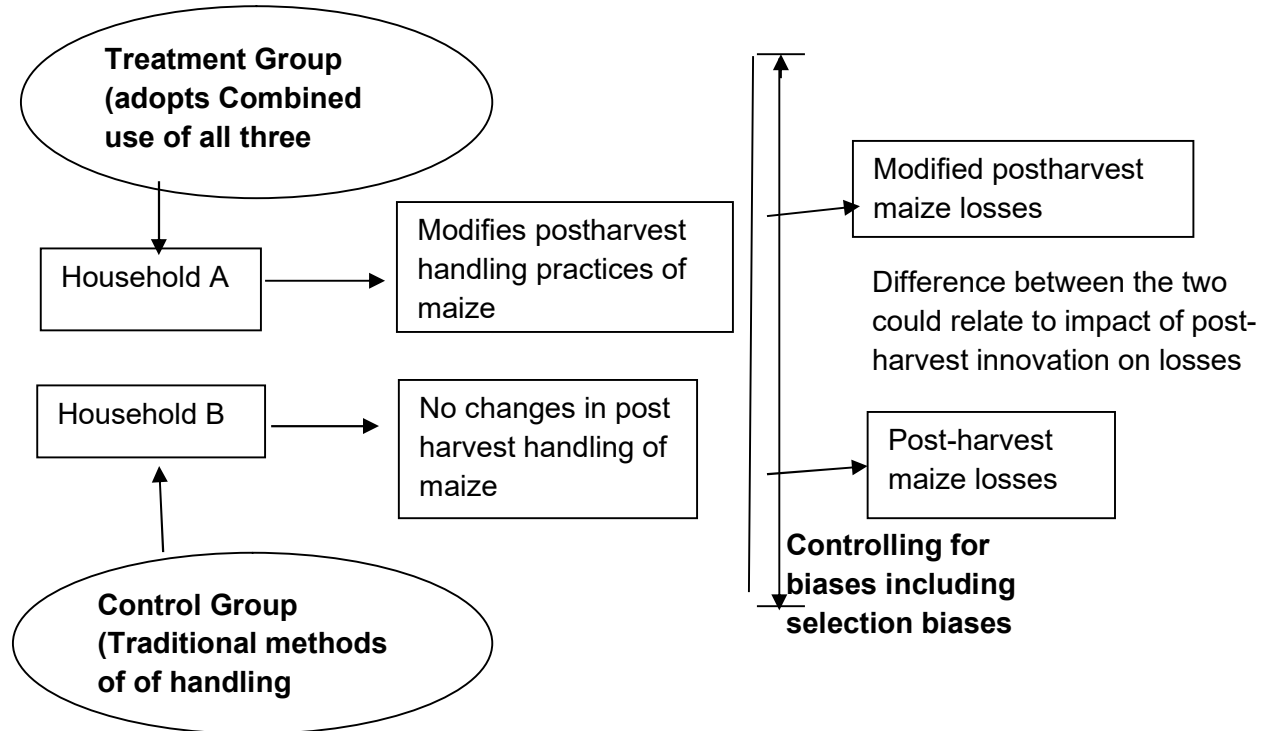 Treatment Group
(adopts Combined
use of all three
Household A
Modifies postharvest
handling practices of
maize
Modified postharvest
maize losses
Difference between the two
could relate to impact of post-
harvest innovation on losses
Household B
No changes in post
harvest handling of
maize
Post-harvest
maize losses
Controlling for
biases including
selection biases
Control Group
(Traditional methods
of of handling